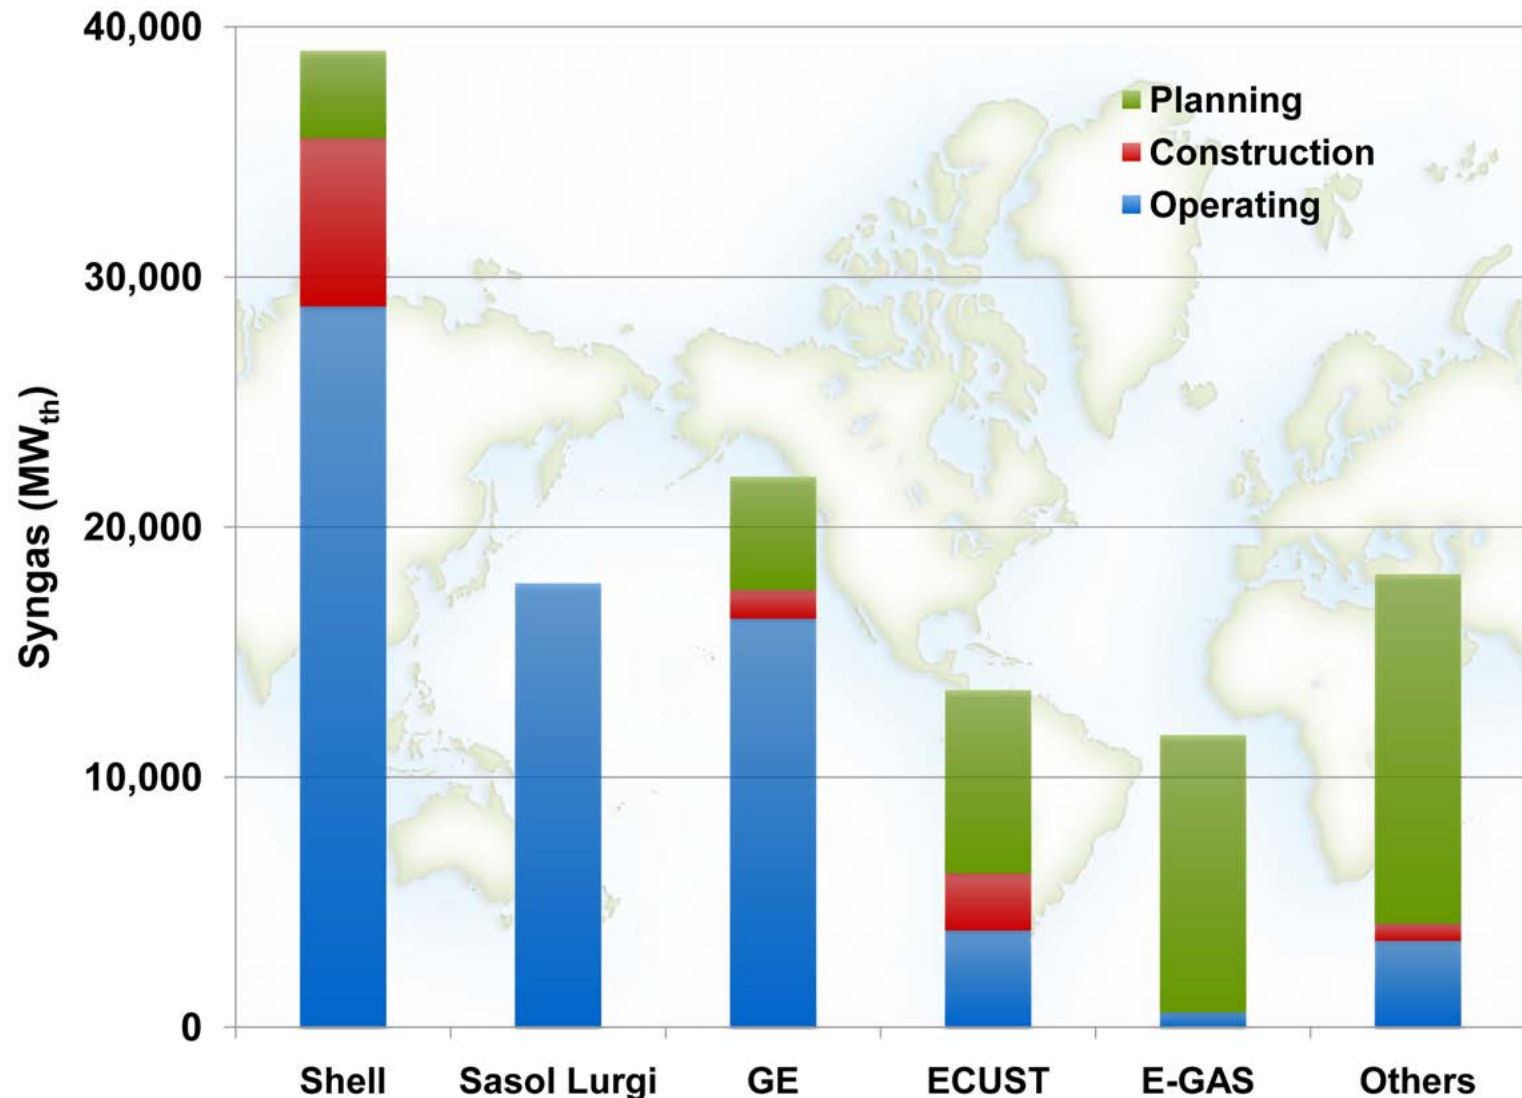 40,000
30,000
20,000
10,000
0
Syngas (MWth)
Planning
Construction
Operating
Shell Sasol Lurgi GE ECUST E-GAS Others